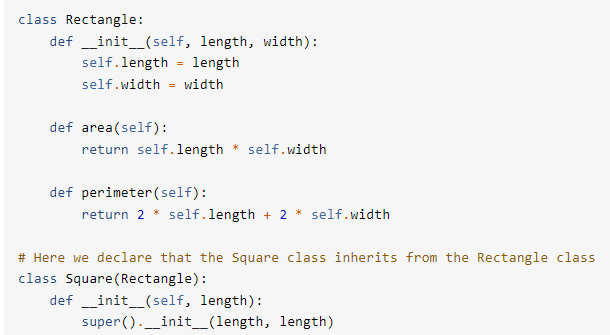 class Rectangle:
    def __init__(self, length, width):
        self.length = length
        self.width = width

    def area(self):
        return self.length * self.width

    def perimeter(self):
        return 2 * self.length + 2 * self.width

# Here we declare that the Square class inherits from the Rectangle class
class Square(Rectangle):
    def __init__(self, length):
        super().__init__(length, length)